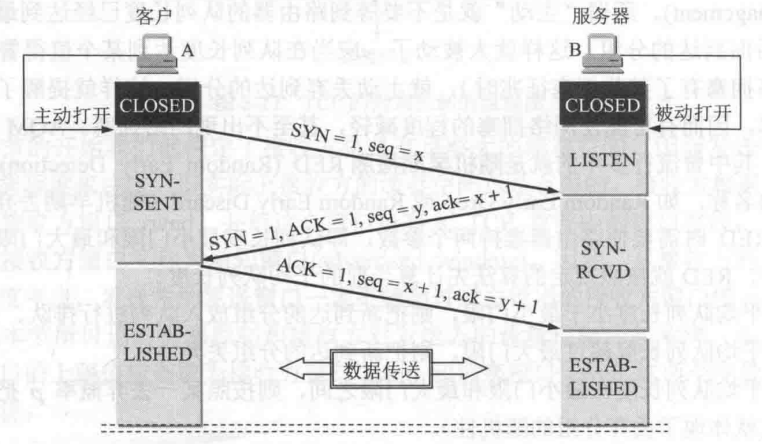 客户
服务器
A
B
CLOSED
CLOSED
主动打开
被动打开
SYN = 1, seq = x
LISTEN
SYN-
SENT
SYN = 1, ACK = 1, seq = y, ack = x + 1
SYN-
RCVD
ACK = 1, seq = x + 1, ack = y + 1
ESTAB-
LISHED
数据传送
ESTAB-
LISHED